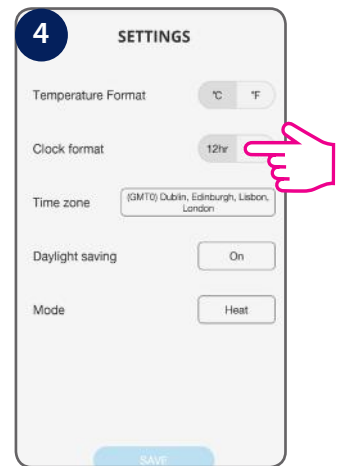 4
SETTINGS
Temperature Format °C °F
Clock format 12hr
Time zone (GMT0) Dublin, Edinburgh, Lisbon,
London
Daylight saving On
Mode Heat
SAVE